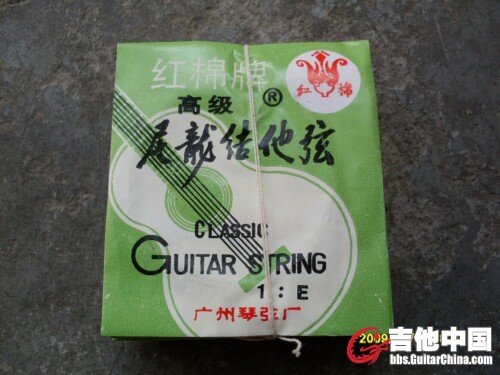 红棉牌
红棉
高级 ®
尼龍结他弦
CLASSIC
GUITAR STRING
1 : E
广州琴弦厂
2009
吉他中国
bbs.GuitarChina.com